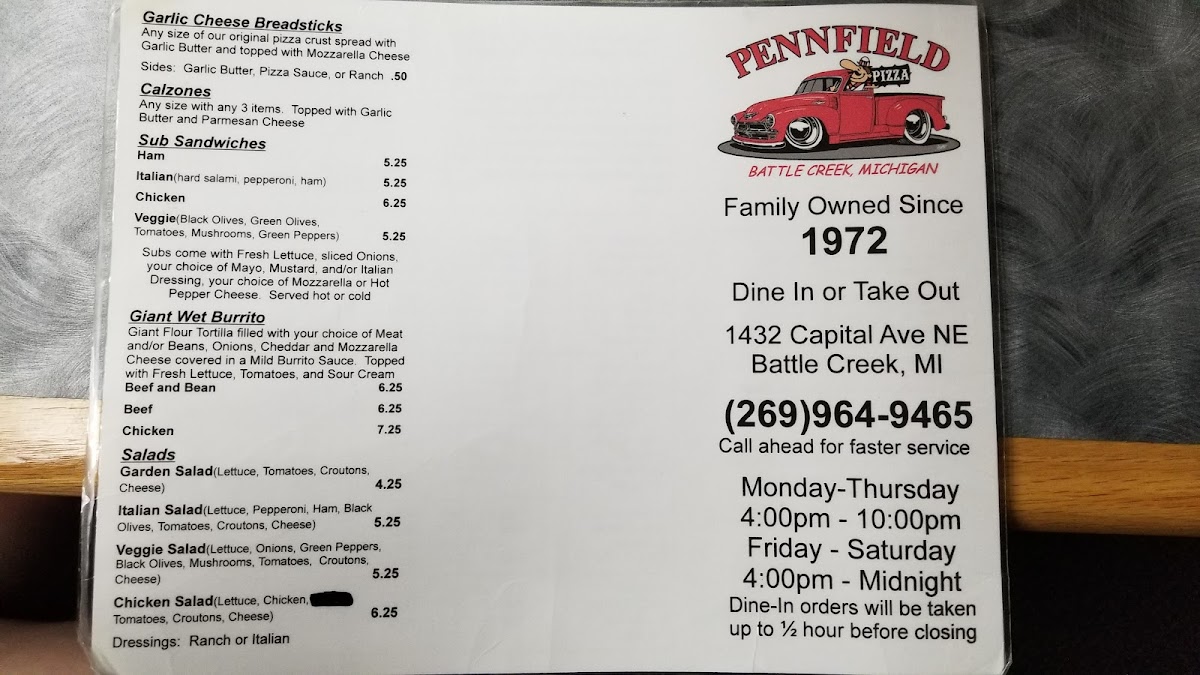 Garlic Cheese Breadsticks
Any size of our original pizza crust spread with
Garlic Butter and topped with Mozzarella Cheese
Sides: Garlic Butter, Pizza Sauce, or Ranch .50
Calzones
Any size with any 3 items. Topped with Garlic
Butter and Parmesan Cheese
Sub Sandwiches
Ham 5.25
Italian(hard salami, pepperoni, ham) 5.25
Chicken 6.25
Veggie(Black Olives, Green Olives,
Tomatoes, Mushrooms, Green Peppers) 5.25
Subs come with Fresh Lettuce, sliced Onions,
your choice of Mayo, Mustard, and/or Italian
Dressing, your choice of Mozzarella or Hot
Pepper Cheese. Served hot or cold
Giant Wet Burrito
Giant Flour Tortilla filled with your choice of Meat
and/or Beans, Onions, Cheddar and Mozzarella
Cheese covered in a Mild Burrito Sauce. Topped
with Fresh Lettuce, Tomatoes, and Sour Cream
Beef and Bean 6.25
Beef 6.25
Chicken 7.25
Salads
Garden Salad(Lettuce, Tomatoes, Croutons,
Cheese) 4.25
Italian Salad(Lettuce, Pepperoni, Ham, Black
Olives, Tomatoes, Croutons, Cheese) 5.25
Veggie Salad(Lettuce, Onions, Green Peppers,
Black Olives, Mushrooms, Tomatoes, Croutons,
Cheese) 5.25
Chicken Salad(Lettuce, Chicken,
Tomatoes, Croutons, Cheese) 6.25
Dressings: Ranch or Italian
PENNFIELD
PIZZA
BATTLE CREEK, MICHIGAN
Family Owned Since
1972
Dine In or Take Out
1432 Capital Ave NE
Battle Creek, MI
(269)964-9465
Call ahead for faster service
Monday-Thursday
4:00pm - 10:00pm
Friday - Saturday
4:00pm - Midnight
Dine-In orders will be taken
up to ½ hour before closing